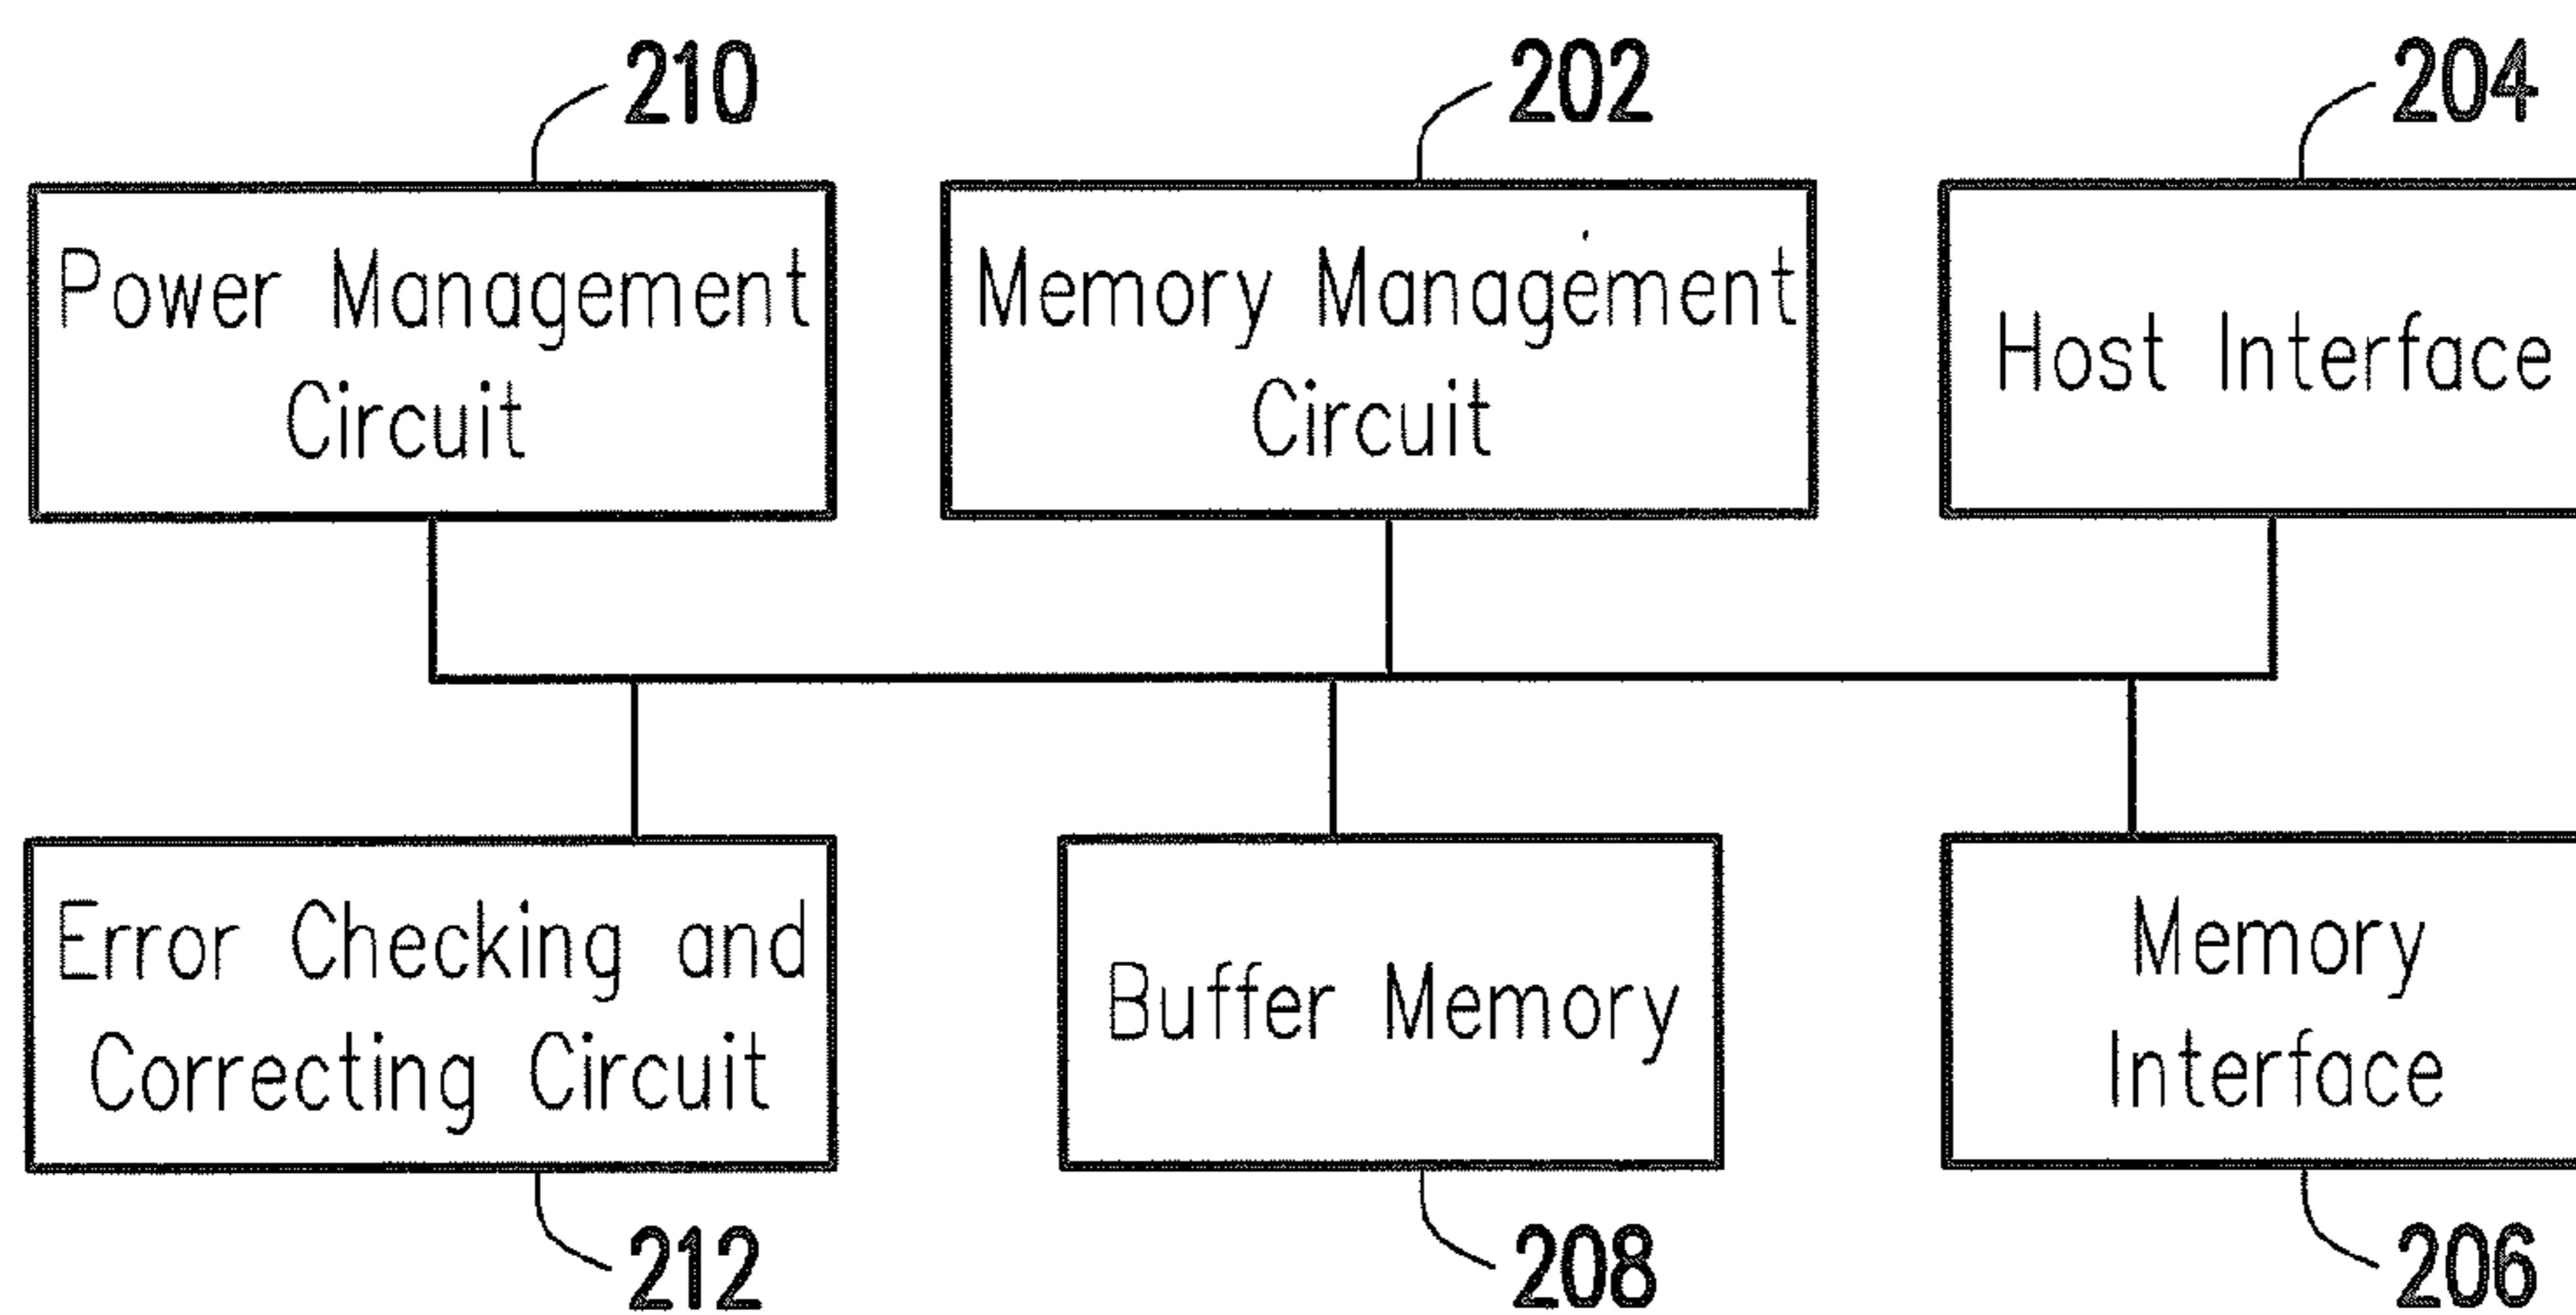 210
202
204
Power Management
Circuit
Memory Management
Circuit
Host Interface
Error Checking and
Correcting Circuit
Buffer Memory
Memory
Interface
212
208
206